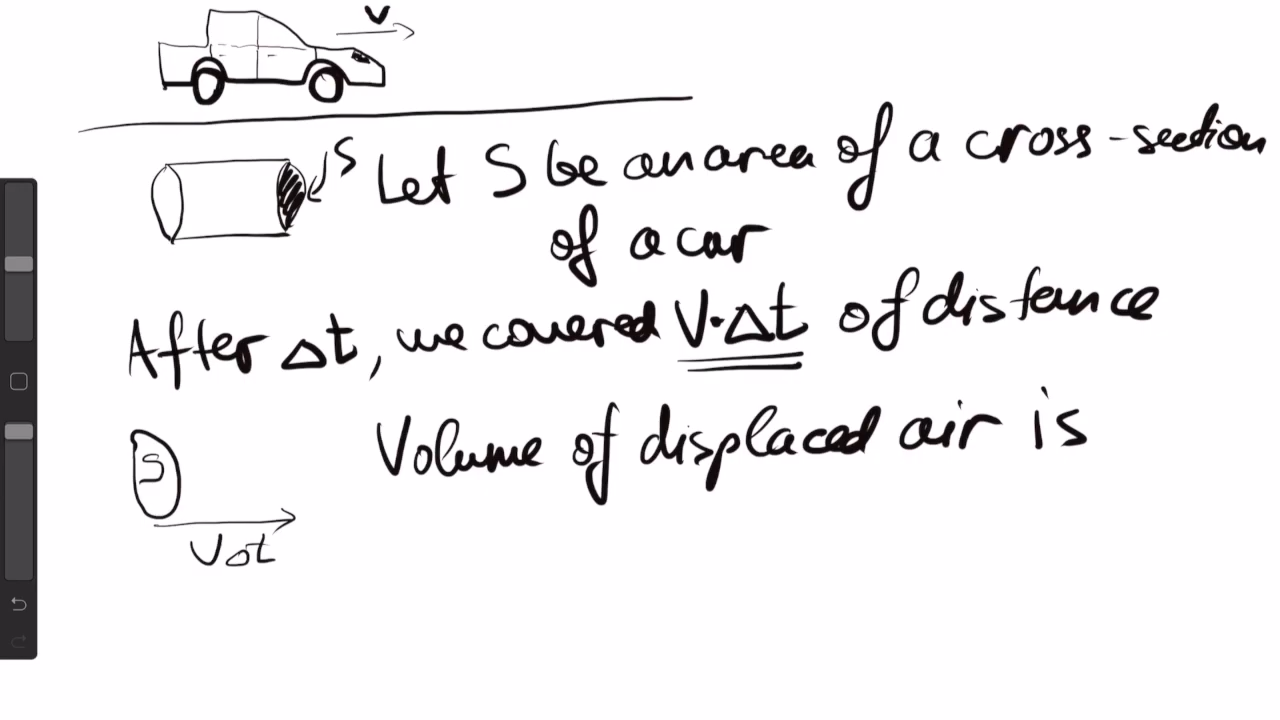 V
S
Let S be an area of a cross-section
of a car
After Δt, we covered V·Δt of distance
Volume of displaced air is
S
VΔt